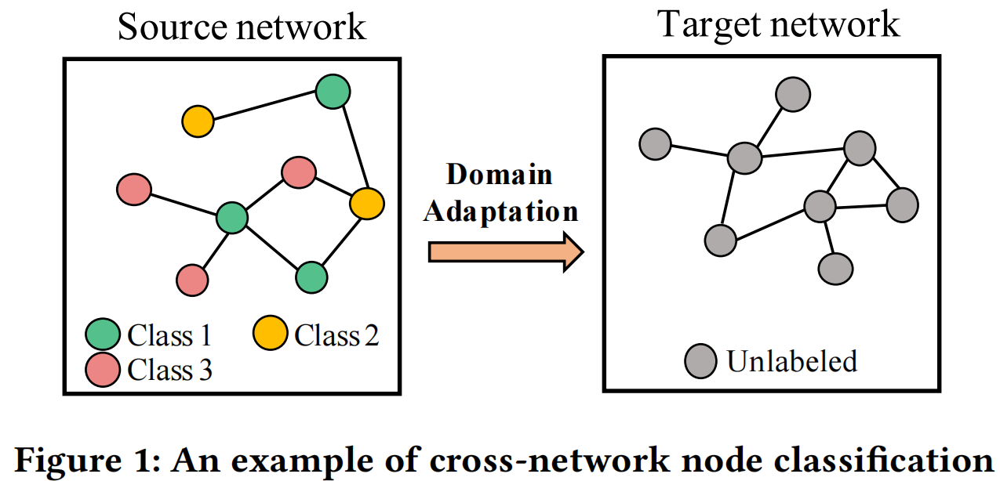 Source network
Target network
Domain
Adaptation
Class 1
Class 2
Class 3
Unlabeled
Figure 1: An example of cross-network node classification